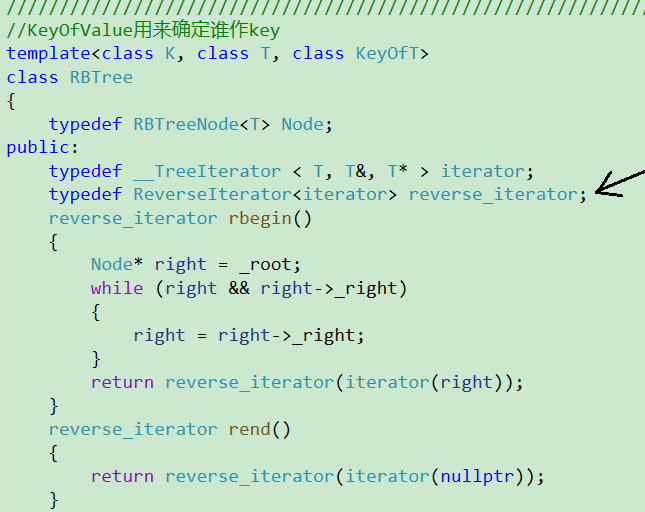 ////////////////////////////////////////////////////////////////
//KeyOfValue用来确定谁作key
template<class K, class T, class KeyOfT>
class RBTree
{
    typedef RBTreeNode<T> Node;
public:
    typedef __TreeIterator < T, T&, T* > iterator;
    typedef ReverseIterator<iterator> reverse_iterator;
    reverse_iterator rbegin()
    {
        Node* right = _root;
        while (right && right->_right)
        {
            right = right->_right;
        }
        return reverse_iterator(iterator(right));
    }
    reverse_iterator rend()
    {
        return reverse_iterator(iterator(nullptr));
    }